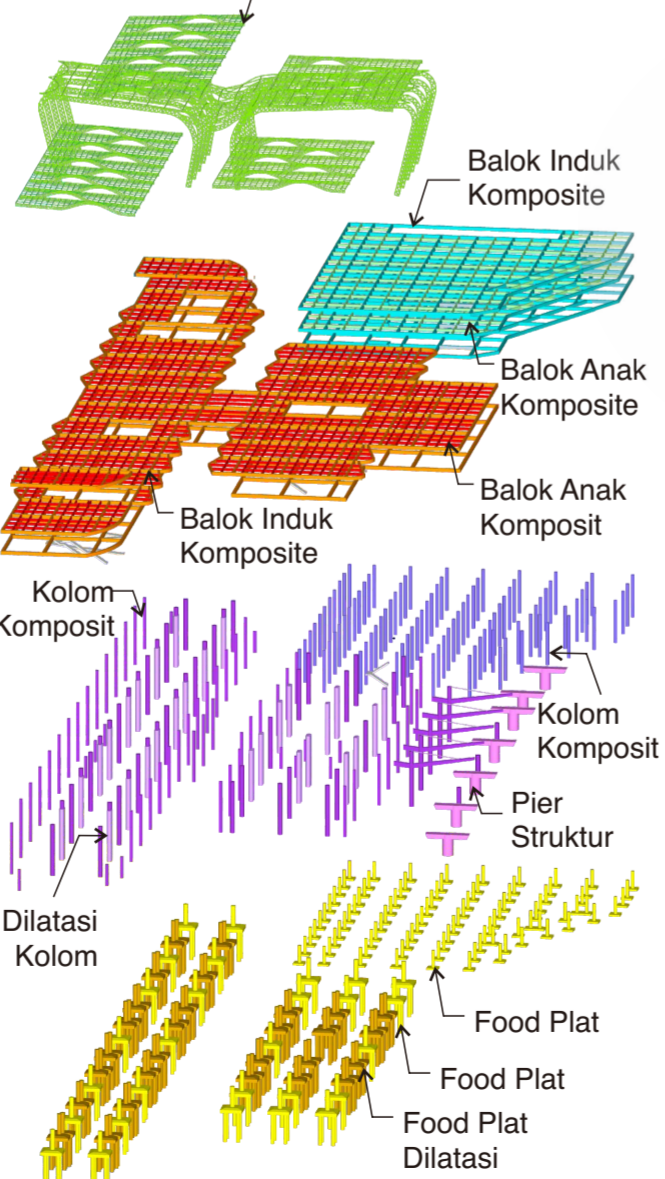 Balok Induk
Komposite
Balok Anak
Komposite
Balok Anak
Komposit
Balok Induk
Komposite
Kolom
Komposit
Kolom
Komposit
Pier
Struktur
Dilatasi
Kolom
Food Plat
Food Plat
Food Plat
Dilatasi